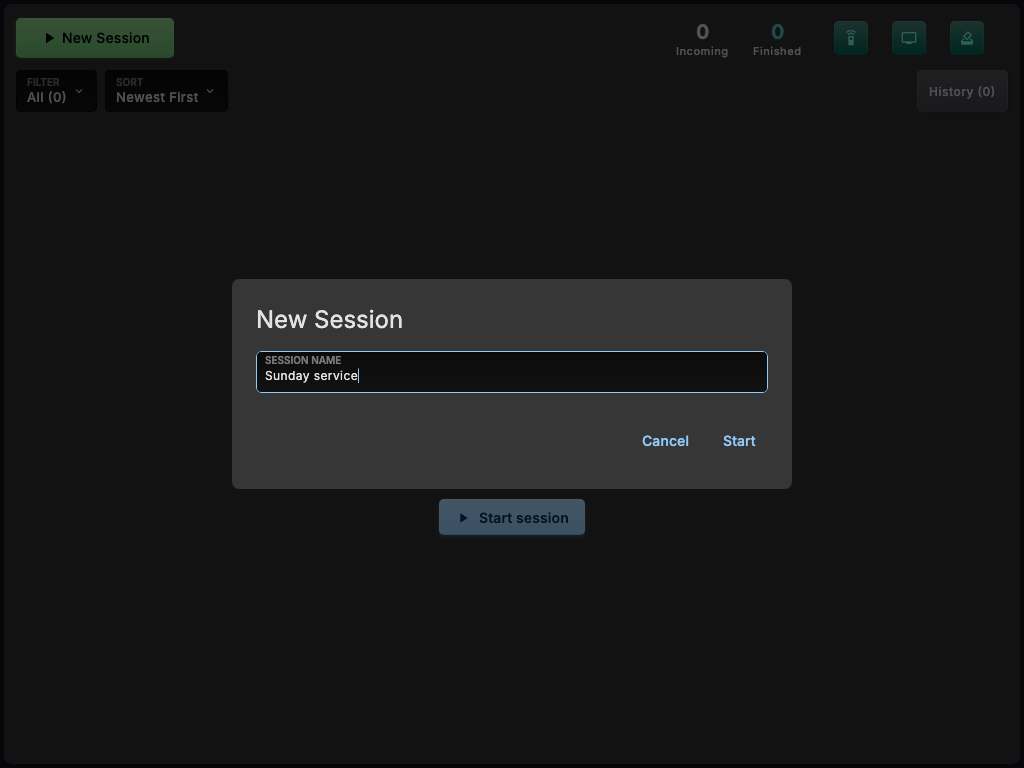 New Session
0
Incoming
0
Finished
FILTER
All (0)
SORT
Newest First
History (0)
New Session
SESSION NAME
Sunday service
Cancel
Start
Start session